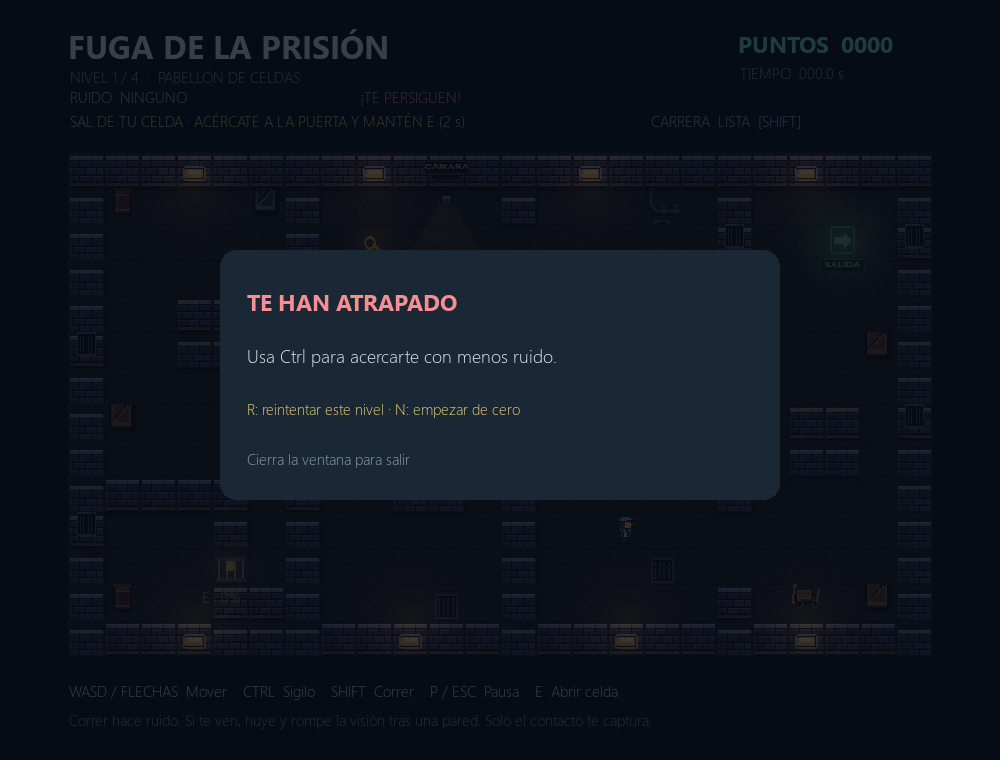 FUGA DE LA PRISIÓN
PUNTOS 0000
NIVEL 1 / 4 · PABELLÓN DE CELDAS
TIEMPO 000.0 s
RUIDO NINGUNO
¡TE PERSIGUEN!
SAL DE TU CELDA · ACÉRCATE A LA PUERTA Y MANTÉN E (2 s)
CARRERA LISTA [SHIFT]
CÁMARA
SALIDA
TE HAN ATRAPADO
Usa Ctrl para acercarte con menos ruido.
R: reintentar este nivel · N: empezar de cero
Cierra la ventana para salir
WASD / FLECHAS Mover CTRL Sigilo SHIFT Correr P / ESC Pausa E Abrir celda
Correr hace ruido. Si te ven, huye y rompe la visión tras una pared. Solo el contacto te captura.